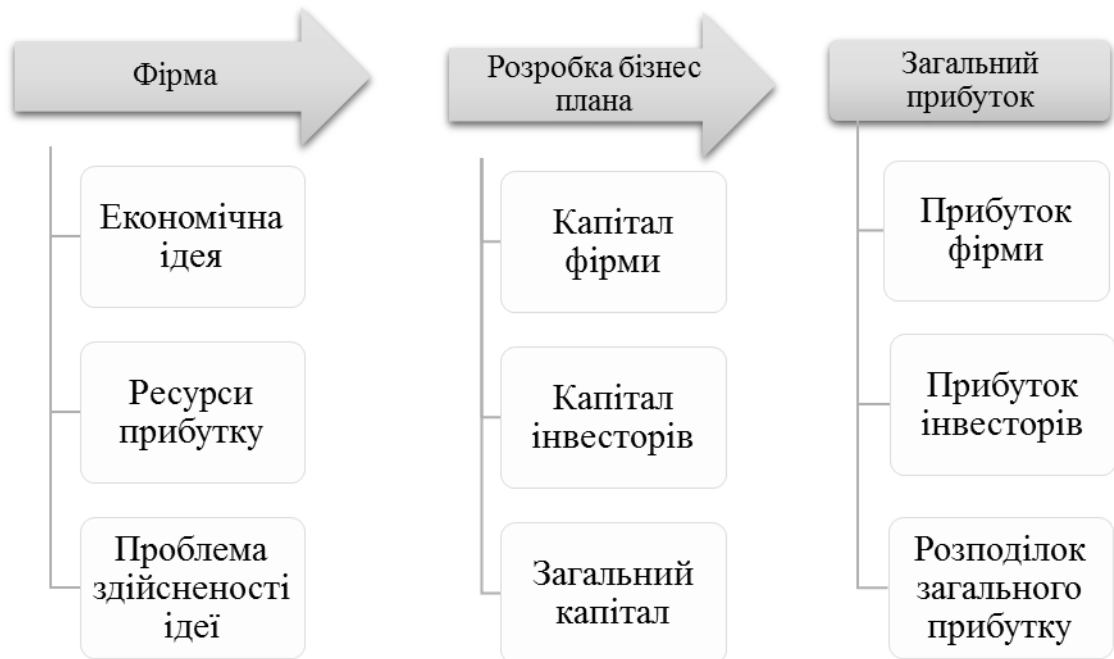 Фірма
Економічна
ідея
Ресурси
прибутку
Проблема
здійсненості
ідеї
Розробка бізнес
плана
Капітал
фірми
Капітал
інвесторів
Загальний
капітал
Загальний
прибуток
Прибуток
фірми
Прибуток
інвесторів
Розподілок
загального
прибутку